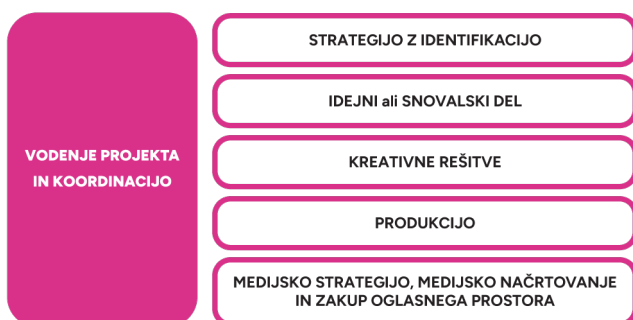 VODENJE PROJEKTA
IN KOORDINACIJO
STRATEGIJO Z IDENTIFIKACIJO
IDEJNI ali SNOVALSKI DEL
KREATIVNE REŠITVE
PRODUKCIJO
MEDIJSKO STRATEGIJO, MEDIJSKO NAČRTOVANJE
IN ZAKUP OGLASNEGA PROSTORA